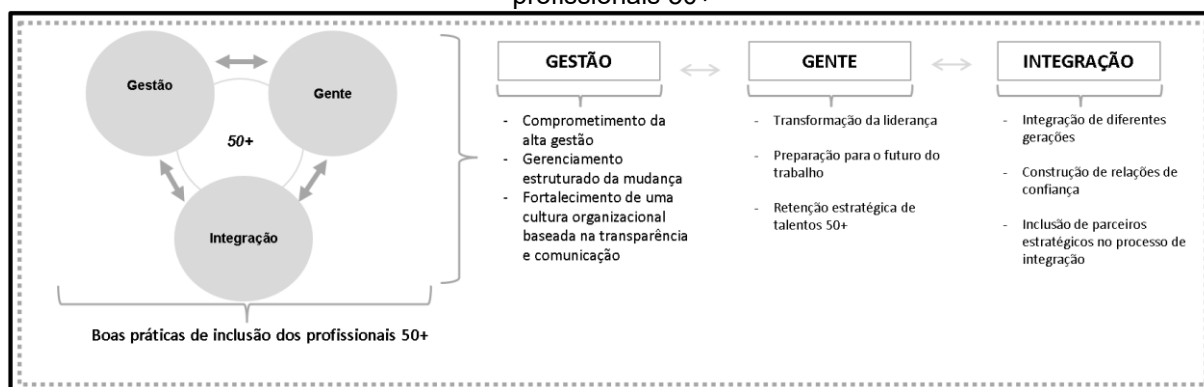 profissionais 50+
Gestão
Gente
50+
Integração
Boas práticas de inclusão dos profissionais 50+
GESTÃO
- Comprometimento da
alta gestão
- Gerenciamento
estruturado da mudança
- Fortalecimento de uma
cultura organizacional
baseada na transparência
e comunicação
GENTE
- Transformação da liderança
- Preparação para o futuro do
trabalho
- Retenção estratégica de
talentos 50+
INTEGRAÇÃO
- Integração de diferentes
gerações
- Construção de relações de
confiança
- Inclusão de parceiros
estratégicos no processo de
integração